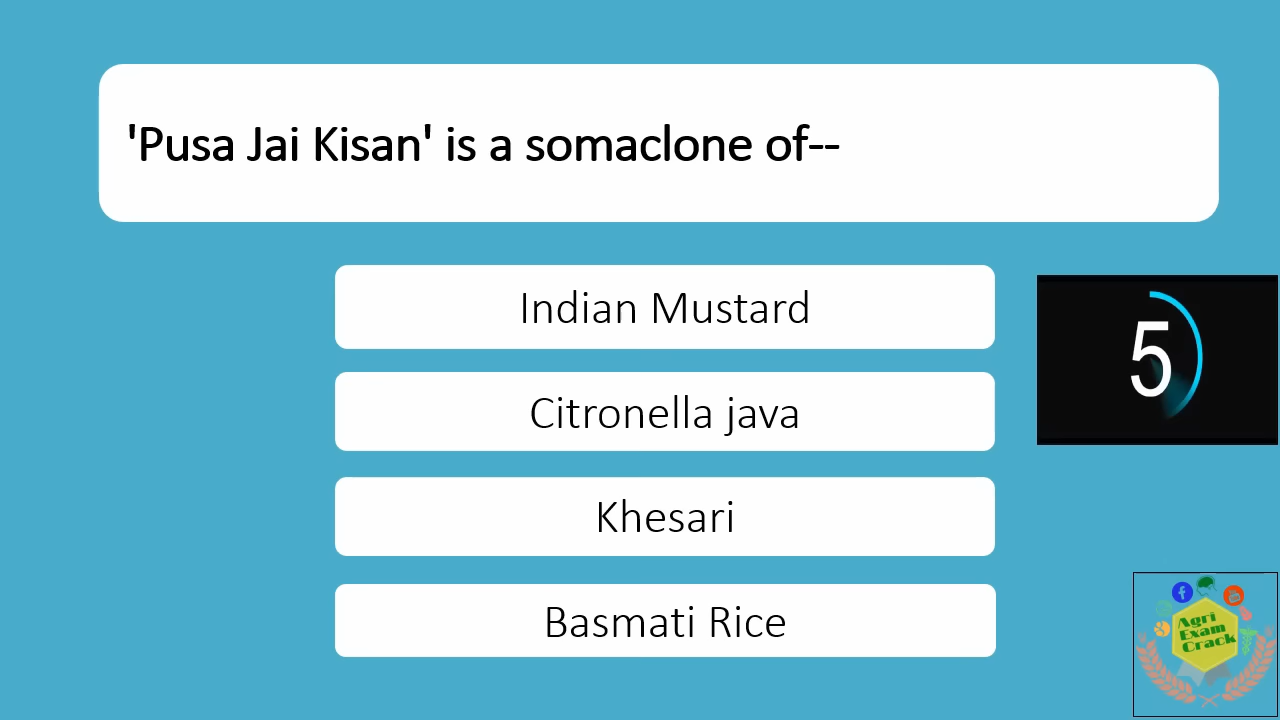 'Pusa Jai Kisan' is a somaclone of--
Indian Mustard
Citronella java
5
Khesari
Basmati Rice
Agri
Exam
Crack